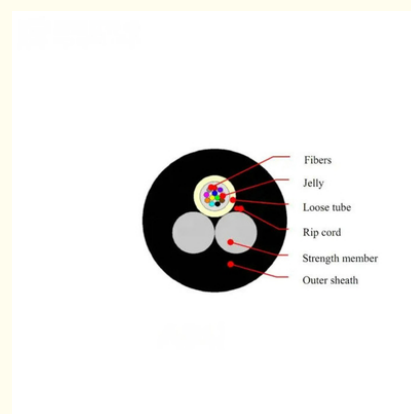 Fibers
Jelly
Loose tube
Rip cord
Strength member
Outer sheath